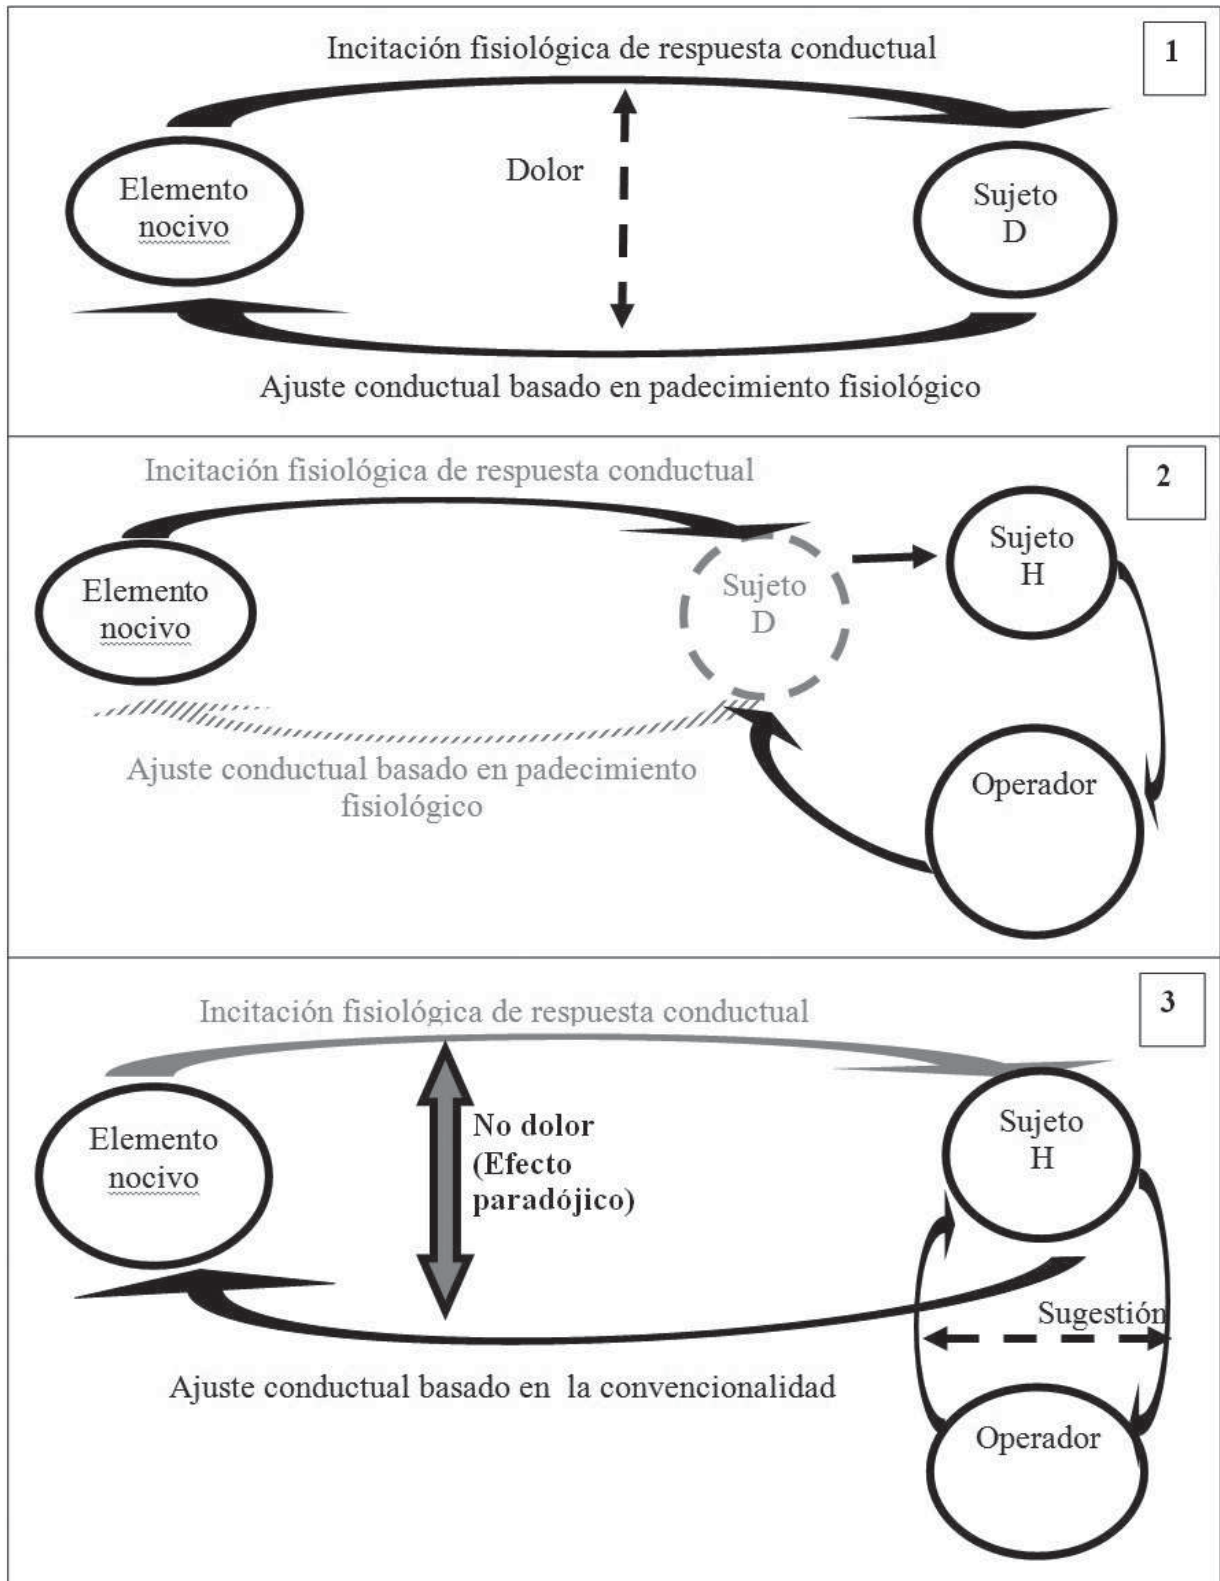 Incitación fisiológica de respuesta conductual
1
Elemento
nocivo
Dolor
Sujeto
D
Ajuste conductual basado en padecimiento fisiológico
Incitación fisiológica de respuesta conductual
2
Elemento
nocivo
Sujeto
D
Sujeto
H
Ajuste conductual basado en padecimiento
fisiológico
Operador
Incitación fisiológica de respuesta conductual
3
Elemento
nocivo
No dolor
(Efecto
paradójico)
Sujeto
H
Sugestión
Ajuste conductual basado en  la convencionalidad
Operador